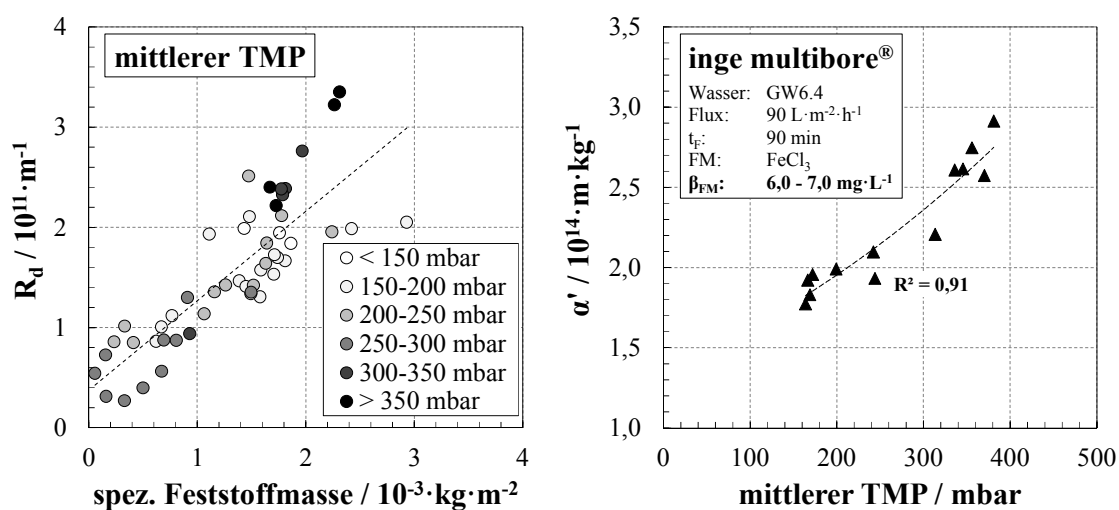 mittlerer TMP
R_d / 10¹¹·m⁻¹
4
3
2
1
0
< 150 mbar
150-200 mbar
200-250 mbar
250-300 mbar
300-350 mbar
> 350 mbar
0 1 2 3 4
spez. Feststoffmasse / 10⁻³·kg·m⁻²
α' / 10¹⁴·m·kg⁻¹
3,5
3,0
2,5
2,0
1,5
1,0
inge multibore®
Wasser: GW6.4
Flux: 90 L·m⁻²·h⁻¹
t_F: 90 min
FM: FeCl₃
β_FM: 6,0 - 7,0 mg·L⁻¹
R² = 0,91
0 100 200 300 400 500
mittlerer TMP / mbar